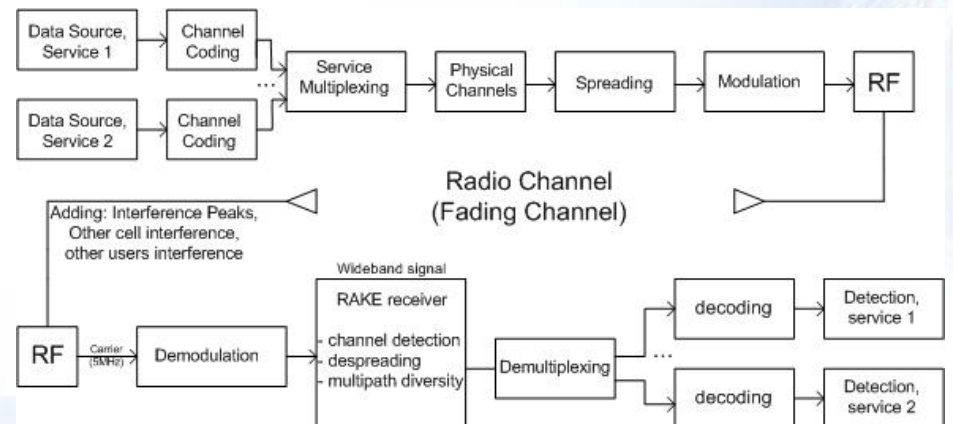 Data Source,
Service 1
Channel
Coding
Service
Multiplexing
Physical
Channels
Spreading
Modulation
RF
...
Data Source,
Service 2
Channel
Coding
Radio Channel
(Fading Channel)
Adding: Interference Peaks,
Other cell interference,
other users interference
RF
Carrier
(5MHz)
Demodulation
Wideband signal
RAKE receiver
- channel detection
- despreading
- multipath diversity
Demultiplexing
...
decoding
Detection,
service 1
decoding
Detection,
service 2